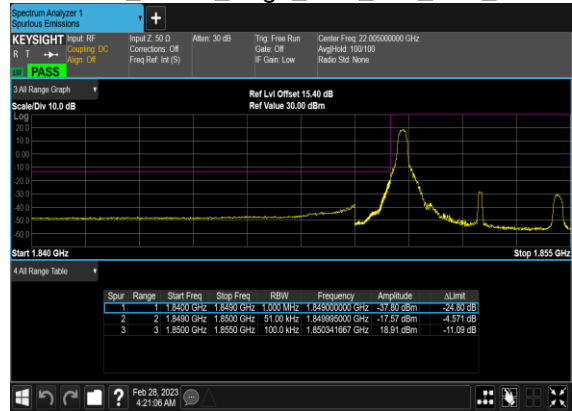 Spectrum Analyzer 1
Spurious Emissions
KEYSIGHT
R T
LXI
PASS
Input: RF
Coupling: DC
Align: Off
Input Z: 50 Ω
Corrections: Off
Freq Ref: Int (S)
Atten: 30 dB
Trig: Free Run
Gate: Off
IF Gain: Low
Center Freq: 22.005000000 GHz
Avg|Hold: 100/100
Radio Std: None
3 All Range Graph
Scale/Div 10.0 dB
Ref Lvl Offset 15.40 dB
Ref Value 30.00 dBm
Log
20.0
10.0
0.00
-10.0
-20.0
-30.0
-40.0
-50.0
-60.0
Start 1.840 GHz
Stop 1.855 GHz
4 All Range Table
Spur Range Start Freq Stop Freq RBW Frequency Amplitude ΔLimit
1 1 1.8400 GHz 1.8490 GHz 1.000 MHz 1.849000000 GHz -37.80 dBm -24.80 dB
2 2 1.8490 GHz 1.8500 GHz 51.00 kHz 1.849995000 GHz -17.57 dBm -4.571 dB
3 3 1.8500 GHz 1.8550 GHz 100.0 kHz 1.850341667 GHz 18.91 dBm -11.09 dB
?
Feb 28, 2023
4:21:06 AM